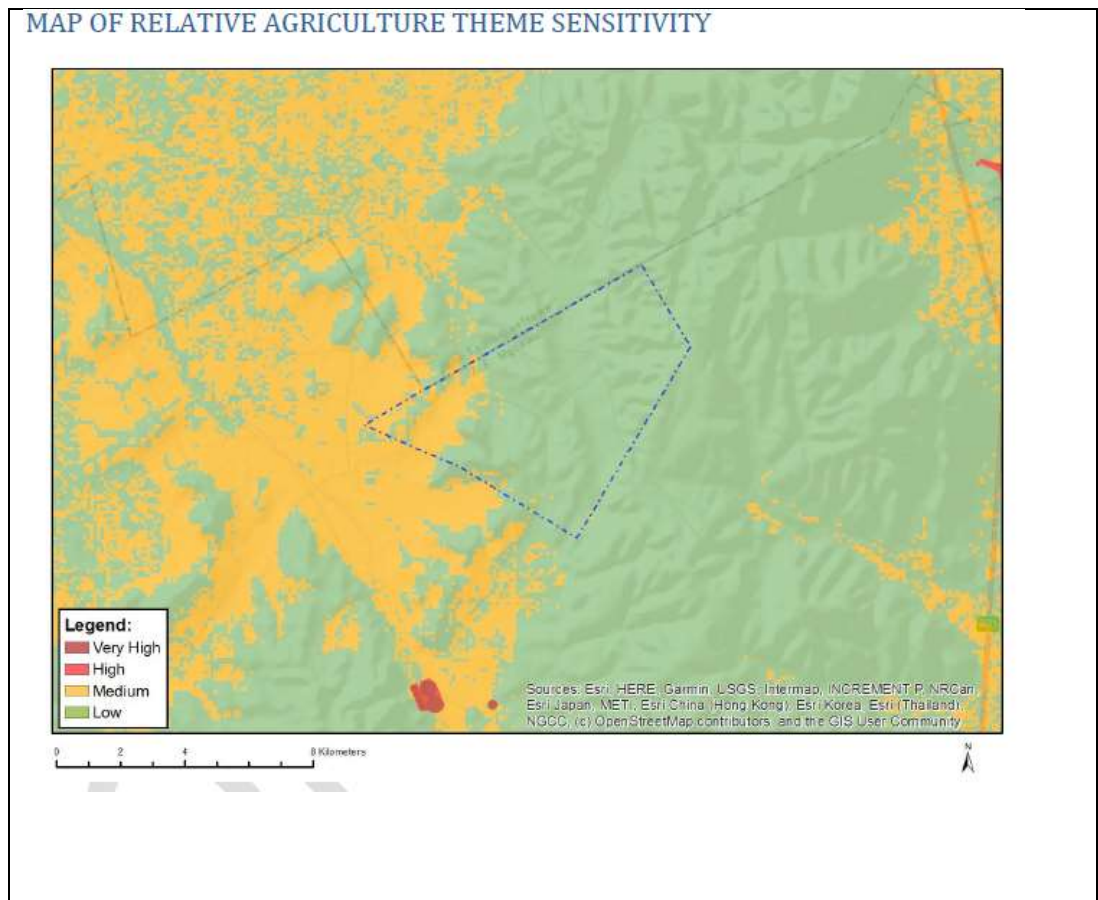 MAP OF RELATIVE AGRICULTURE THEME SENSITIVITY
Legend:
Very High
High
Medium
Low
Sources: Esri, HERE, Garmin, USGS, Intermap, INCREMENT P, NRCan,
Esri Japan, METI, Esri China (Hong Kong), Esri Korea, Esri (Thailand),
NGCC, (c) OpenStreetMap contributors, and the GIS User Community
0 2 4 8 Kilometers
N